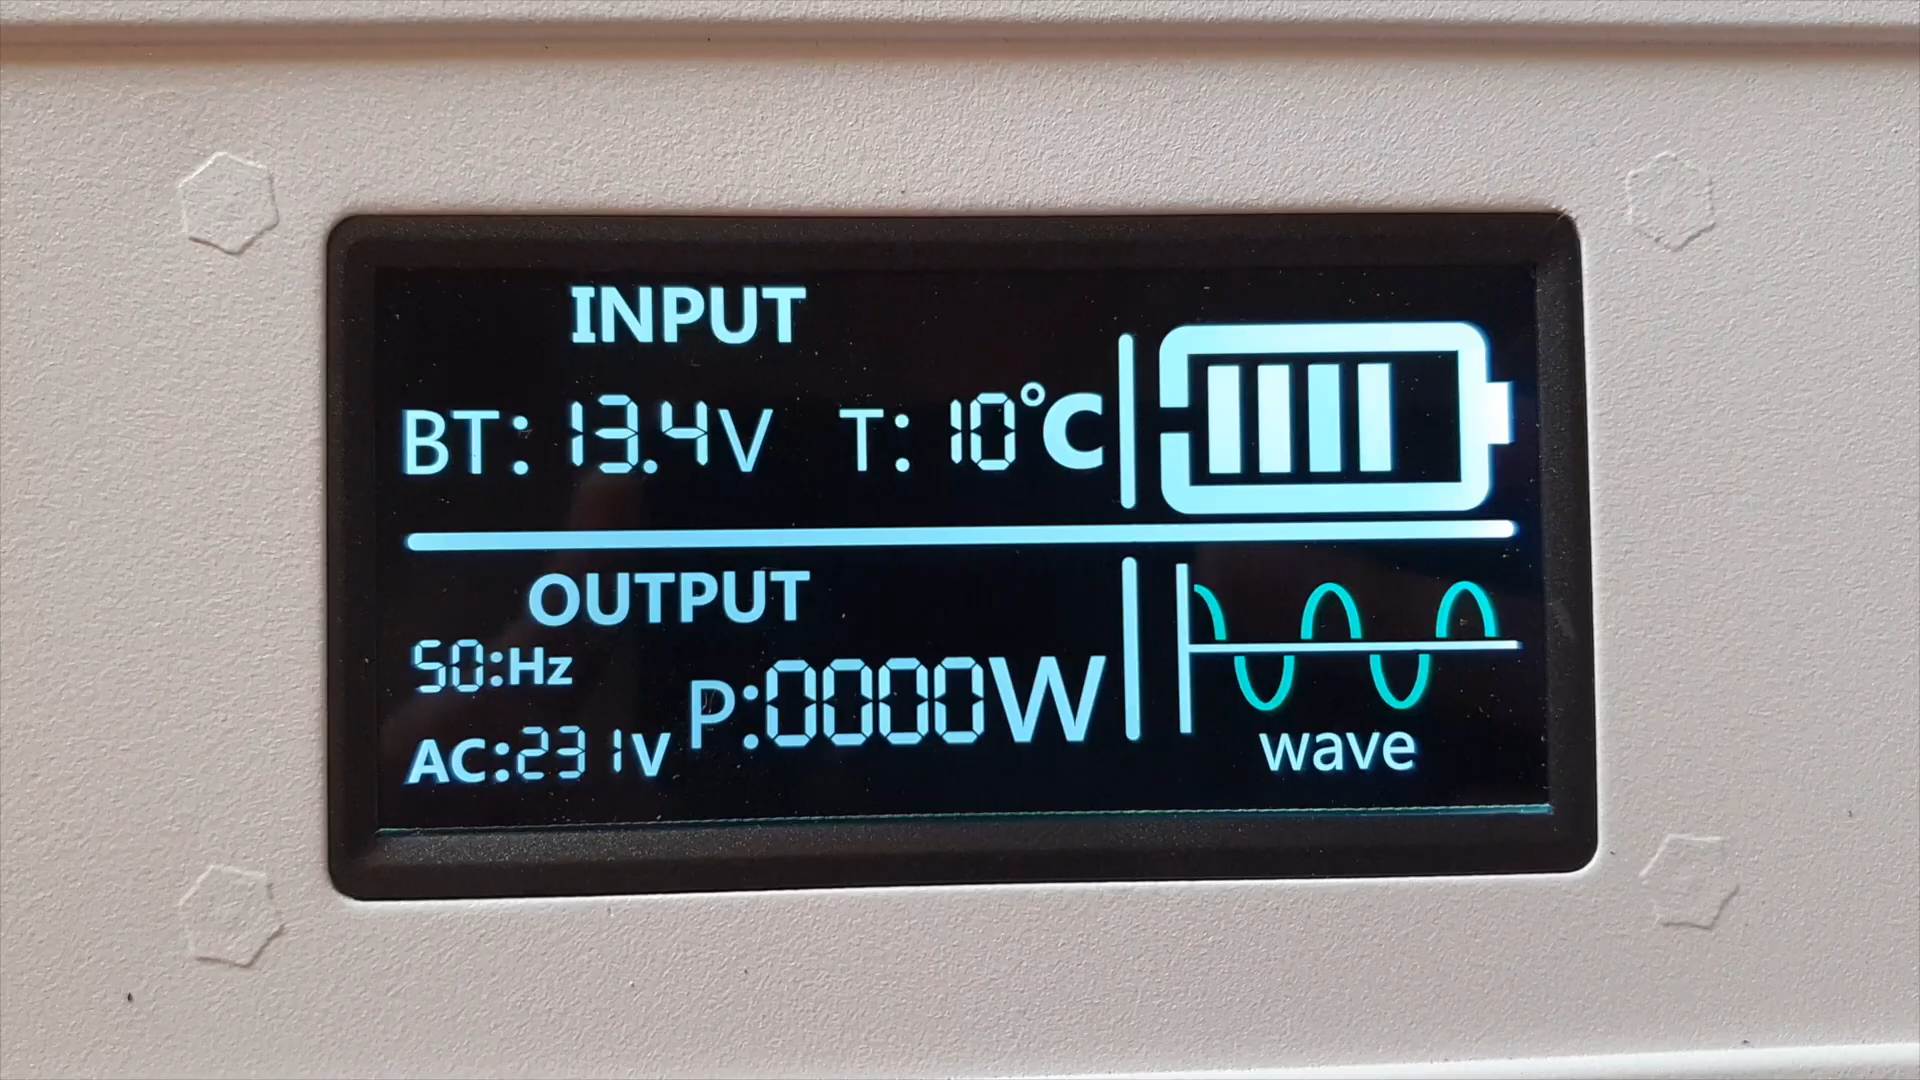 INPUT
BT: 13.4V T: 10°C
OUTPUT
50:Hz
P:0000W
AC:231V
wave